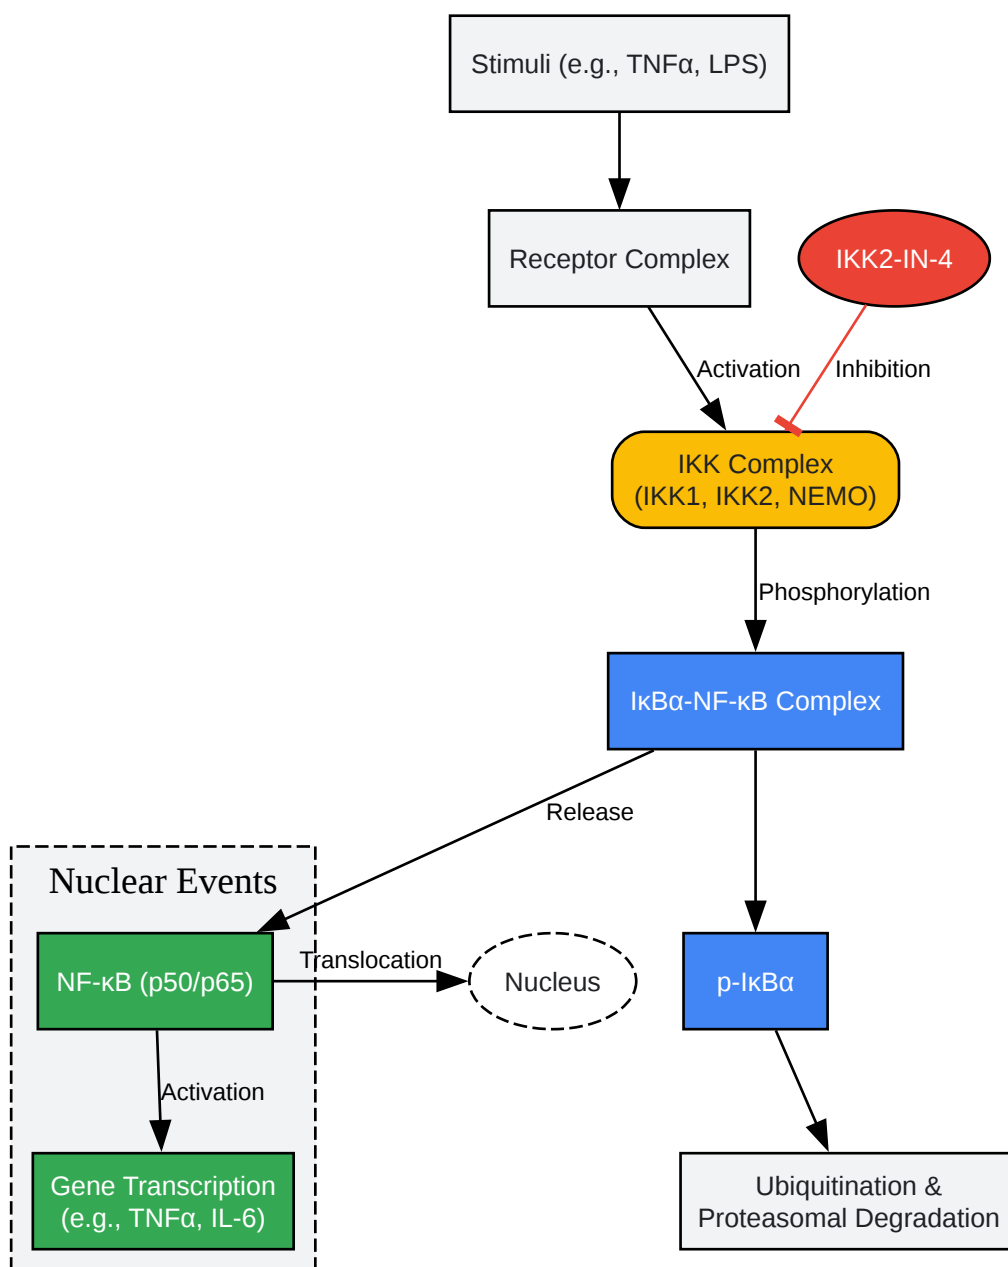 Stimuli (e.g., TNFα, LPS)
Receptor Complex
IKK2-IN-4
Activation
Inhibition
IKK Complex
(IKK1, IKK2, NEMO)
Phosphorylation
IκBα-NF-κB Complex
Release
Nuclear Events
NF-κB (p50/p65)
Translocation
Nucleus
p-IκBα
Activation
Gene Transcription
(e.g., TNFα, IL-6)
Ubiquitination &
Proteasomal Degradation